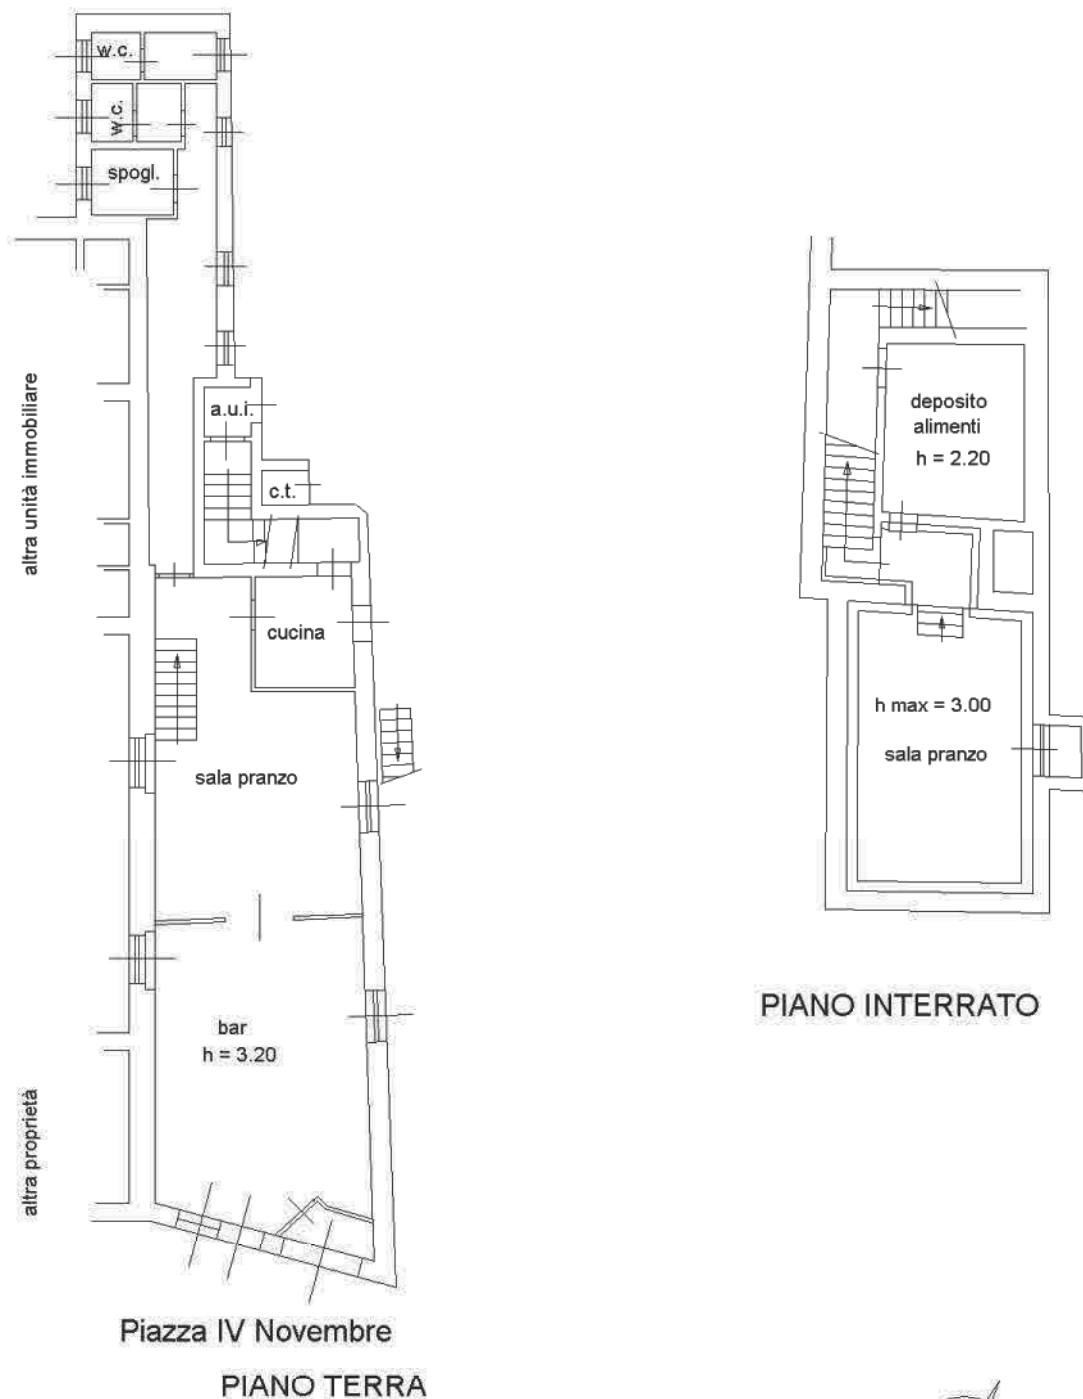 w.c.
w.c.
spogl.
altra unità immobiliare
a.u.i.
c.t.
cucina
sala pranzo
bar
h = 3.20
altra proprietà
Piazza IV Novembre
PIANO TERRA
deposito
alimenti
h = 2.20
h max = 3.00
sala pranzo
PIANO INTERRATO